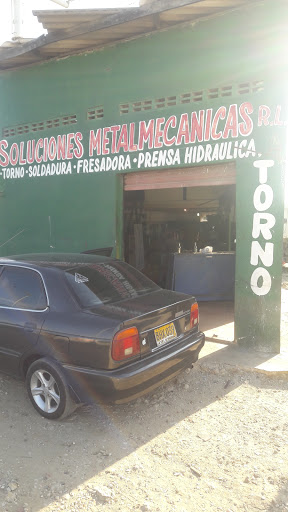 SOLUCIONES METALMECANICAS R.L.
-TORNO·SOLDADURA·FRESADORA·PRENSA HIDRAULICA.
TORNO